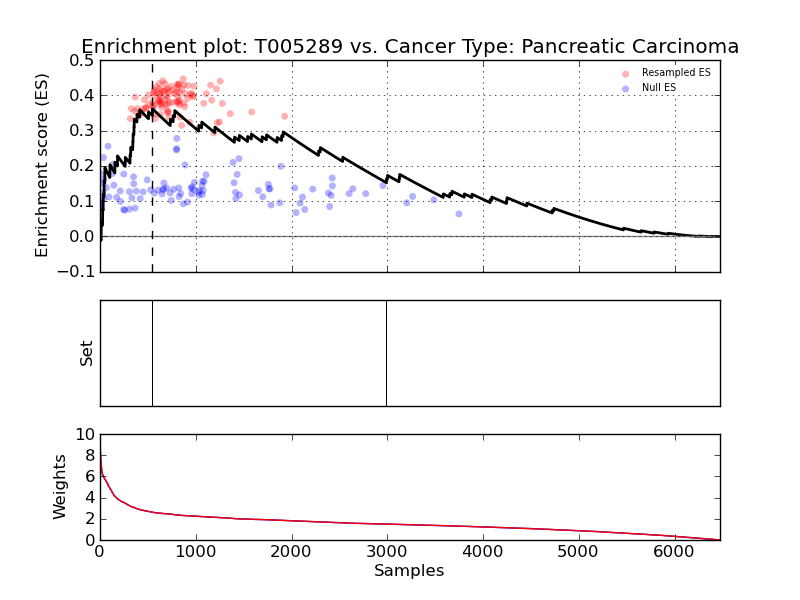 Enrichment plot: T005289 vs. Cancer Type: Pancreatic Carcinoma
0.5
0.4
0.3
0.2
0.1
0.0
−0.1
Enrichment score (ES)
Resampled ES
Null ES
Set
10
8
6
4
2
0
Weights
0
1000
2000
3000
4000
5000
6000
Samples